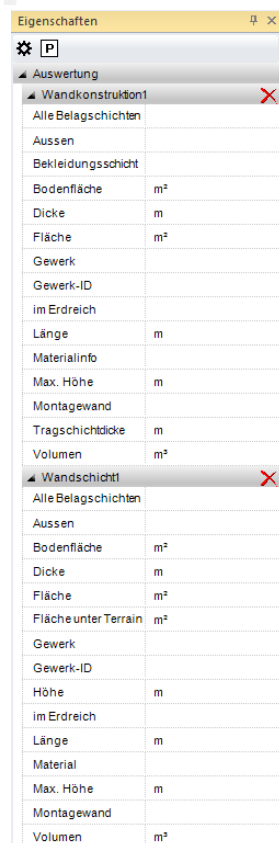 Eigenschaften
P
Auswertung
Wandkonstruktion1
Alle Belagschichten
Aussen
Bekleidungsschicht
Bodenfläche m²
Dicke m
Fläche m²
Gewerk
Gewerk-ID
im Erdreich
Länge m
Materialinfo
Max. Höhe m
Montagewand
Tragschichtdicke m
Volumen m³
Wandschicht1
Alle Belagschichten
Aussen
Bodenfläche m²
Dicke m
Fläche m²
Fläche unter Terrain m²
Gewerk
Gewerk-ID
Höhe m
im Erdreich
Länge m
Material
Max. Höhe m
Montagewand
Volumen m³